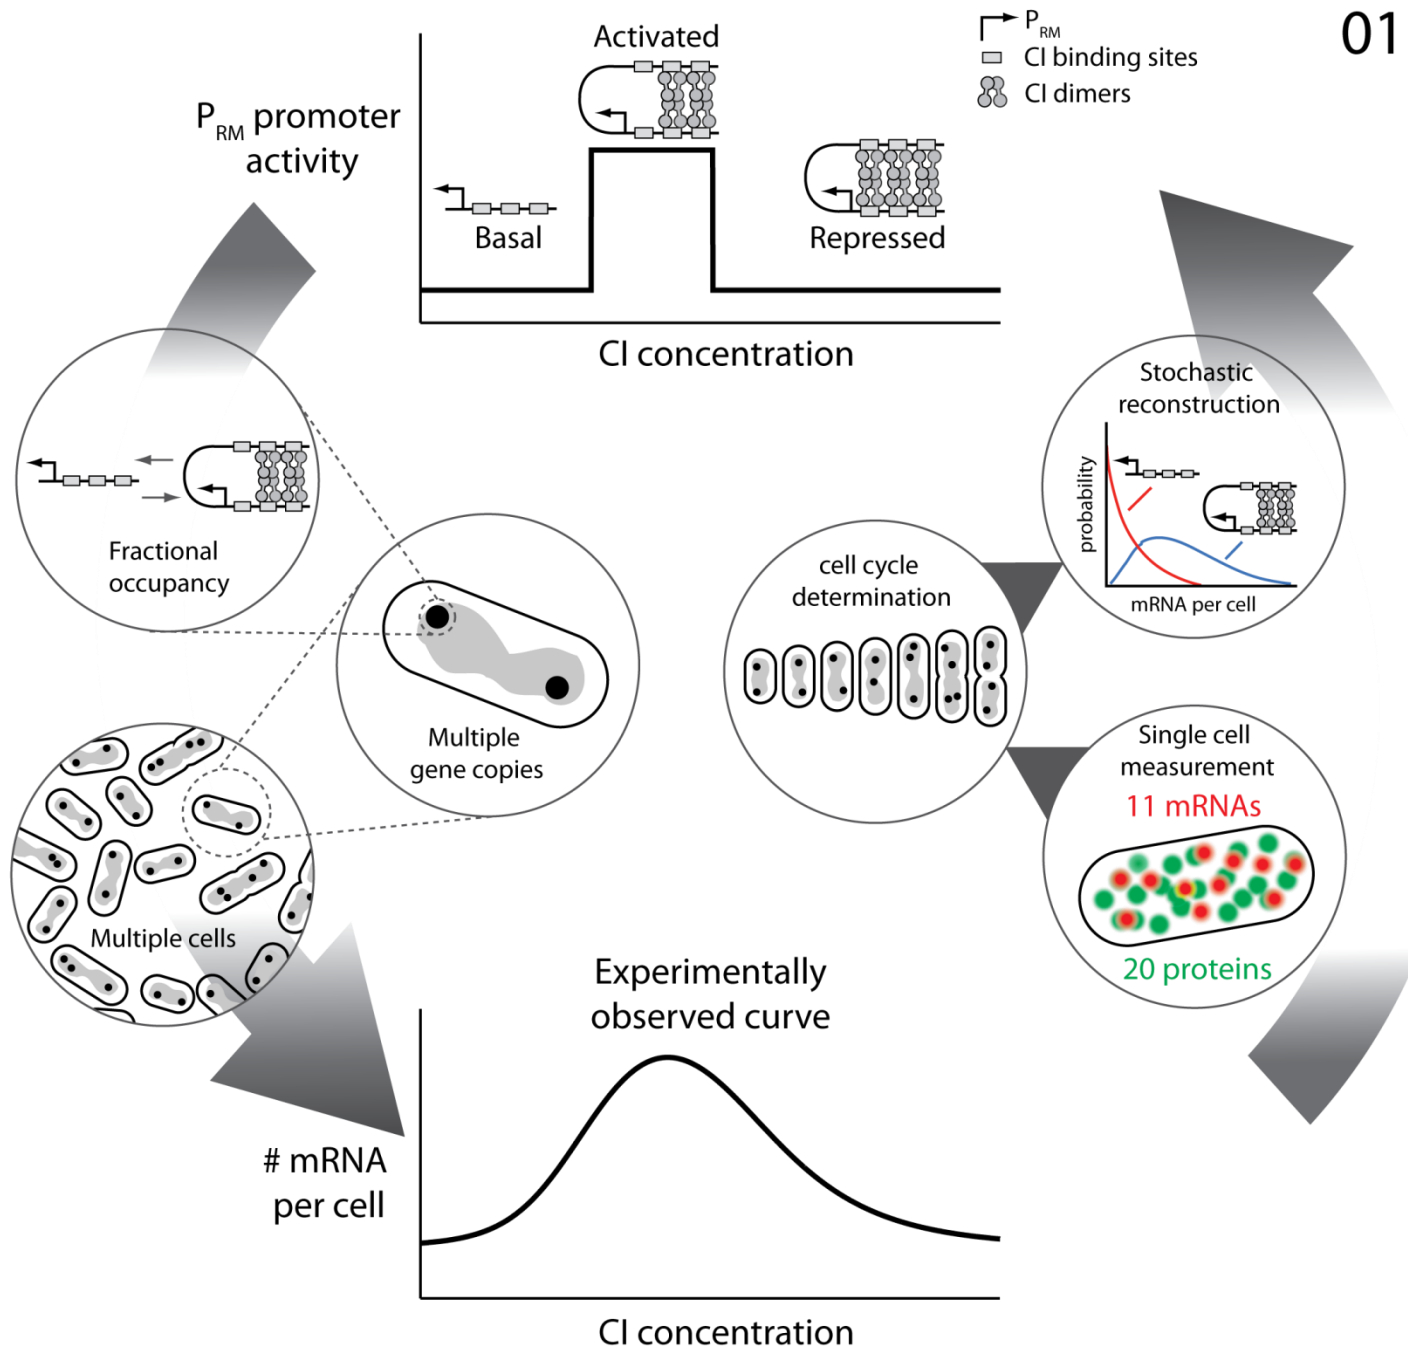 01
P_RM
CI binding sites
CI dimers
P_RM promoter
activity
Activated
Basal
Repressed
CI concentration
Fractional
occupancy
Multiple
gene copies
Multiple cells
cell cycle
determination
Stochastic
reconstruction
probability
mRNA per cell
Single cell
measurement
11 mRNAs
20 proteins
Experimentally
observed curve
# mRNA
per cell
CI concentration